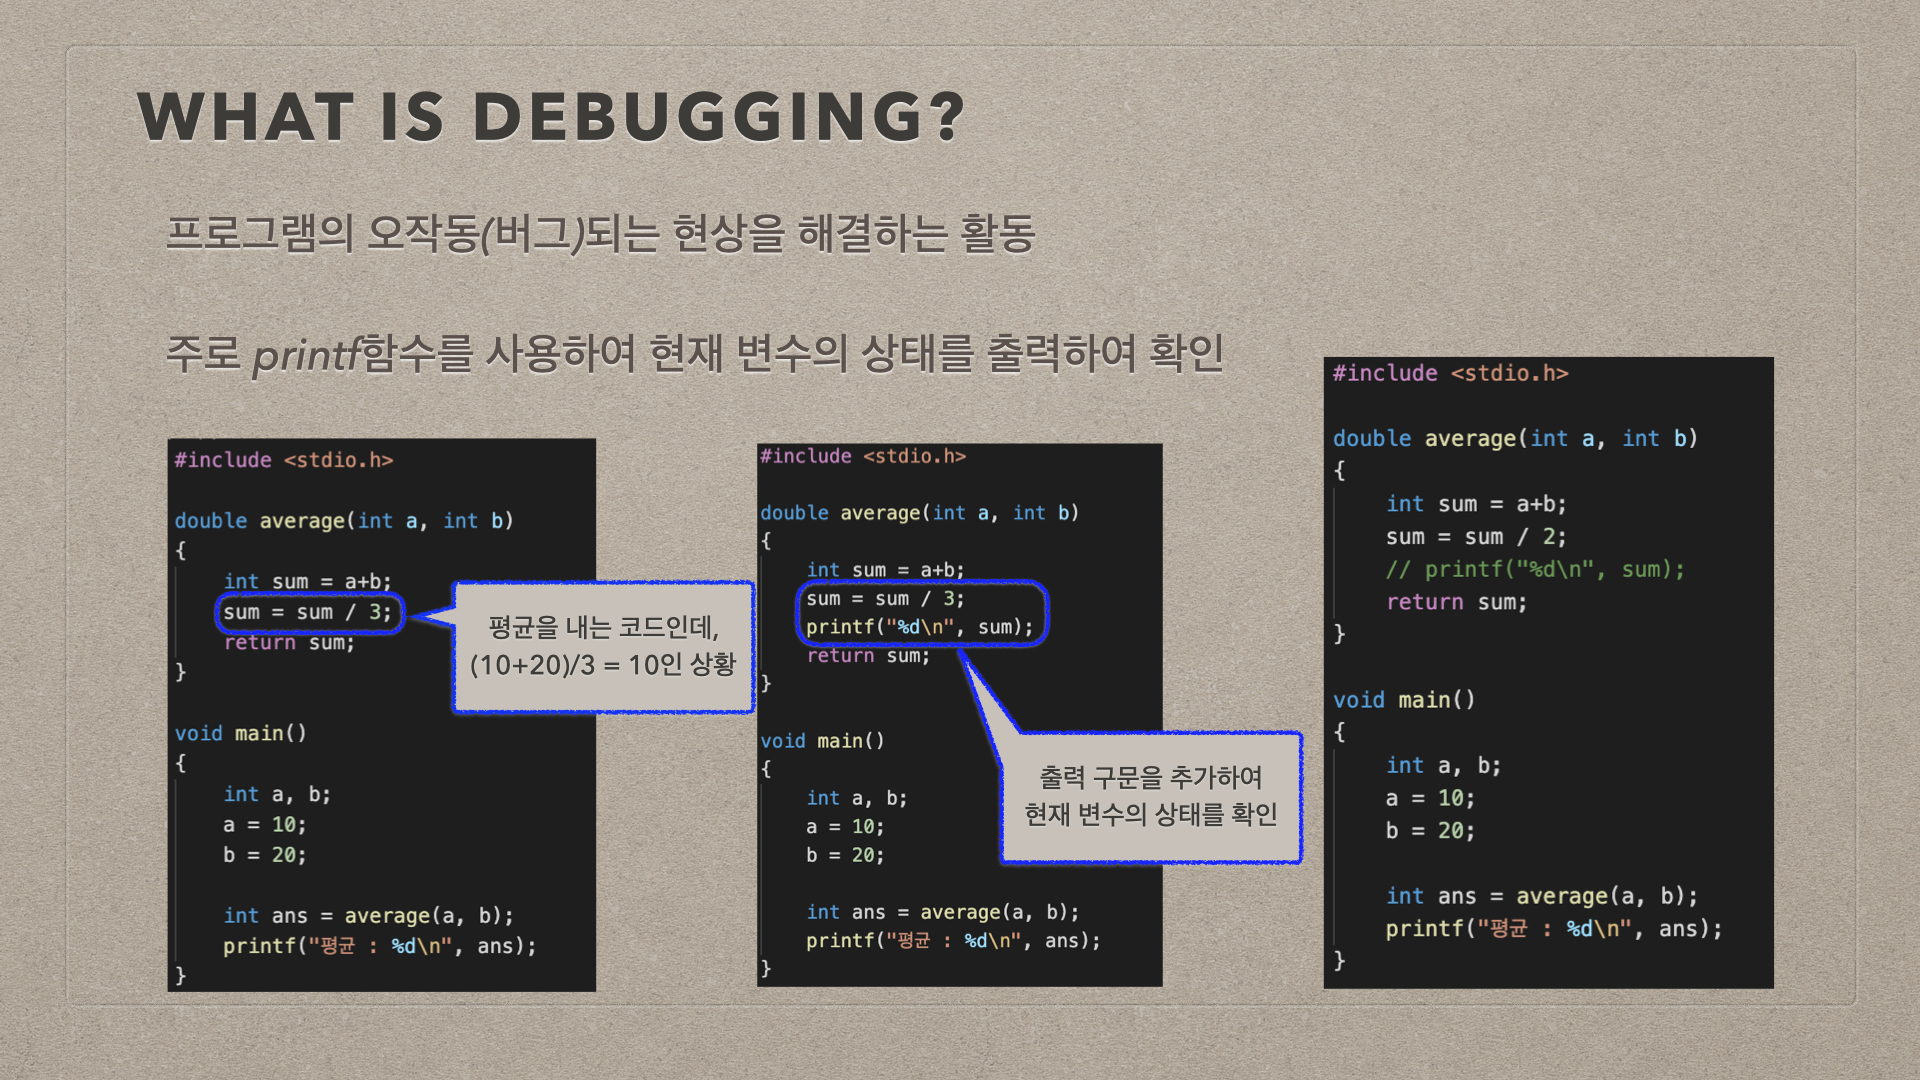 WHAT IS DEBUGGING?
프로그램의 오작동(버그)되는 현상을 해결하는 활동
주로 printf함수를 사용하여 현재 변수의 상태를 출력하여 확인
#include <stdio.h>
double average(int a, int b)
{
int sum = a+b;
sum = sum / 3;
return sum;
}
void main()
{
int a, b;
a = 10;
b = 20;
int ans = average(a, b);
printf("평균 : %d\n", ans);
}
평균을 내는 코드인데,
(10+20)/3 = 10인 상황
#include <stdio.h>
double average(int a, int b)
{
int sum = a+b;
sum = sum / 3;
printf("%d\n", sum);
return sum;
}
void main()
{
int a, b;
a = 10;
b = 20;
int ans = average(a, b);
printf("평균 : %d\n", ans);
}
출력 구문을 추가하여
현재 변수의 상태를 확인
#include <stdio.h>
double average(int a, int b)
{
int sum = a+b;
sum = sum / 2;
// printf("%d\n", sum);
return sum;
}
void main()
{
int a, b;
a = 10;
b = 20;
int ans = average(a, b);
printf("평균 : %d\n", ans);
}